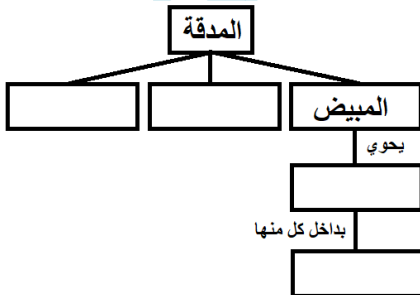 المدقة
المبيض
يحوي
بداخل كل منها